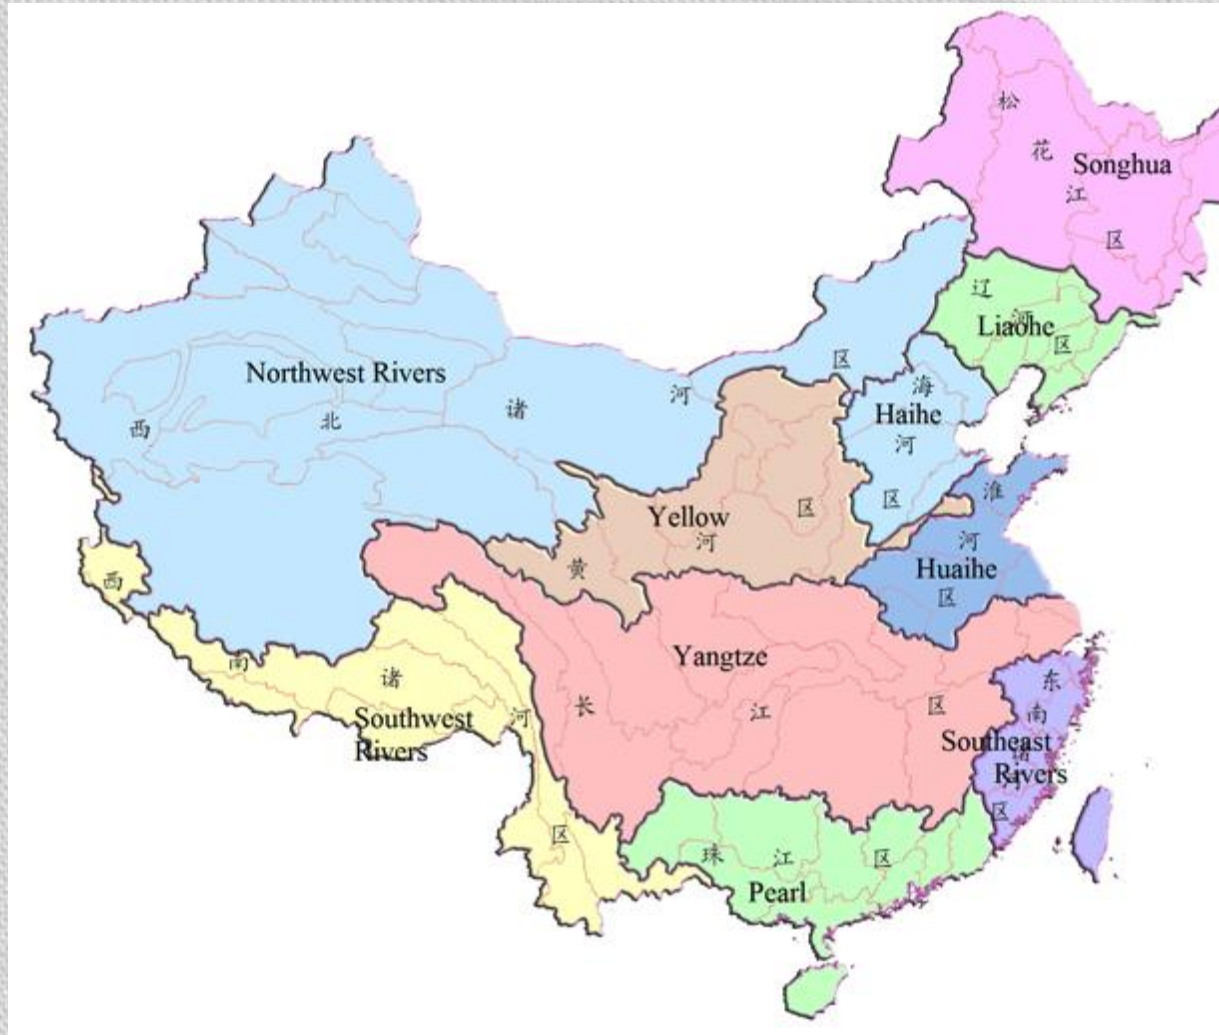 松花江区
Songhua
辽河区
Liaohe
西北诸河区
Northwest Rivers
海河区
Haihe
黄河区
Yellow
淮河区
Huaihe
长江区
Yangtze
西南诸河区
Southwest
Rivers
东南诸河区
Southeast
Rivers
珠江区
Pearl